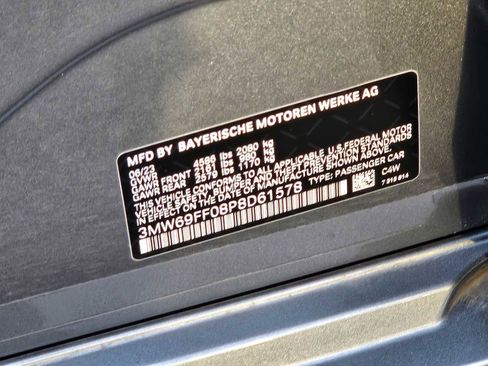 MFD BY BAYERISCHE MOTOREN WERKE AG
06/23
GVWR 4586 lbs 2080 kg
GAWR FRONT 2161 lbs 980 kg
GAWR REAR 2579 lbs 1170 kg
THIS VEHICLE CONFORMS TO ALL APPLICABLE U.S. FEDERAL MOTOR
VEHICLE SAFETY, BUMPER, AND THEFT PREVENTION STANDARDS
IN EFFECT ON THE DATE OF MANUFACTURE SHOWN ABOVE.
3MW69FF08P8D61578 TYPE: PASSENGER CAR
C4W
7 919 814